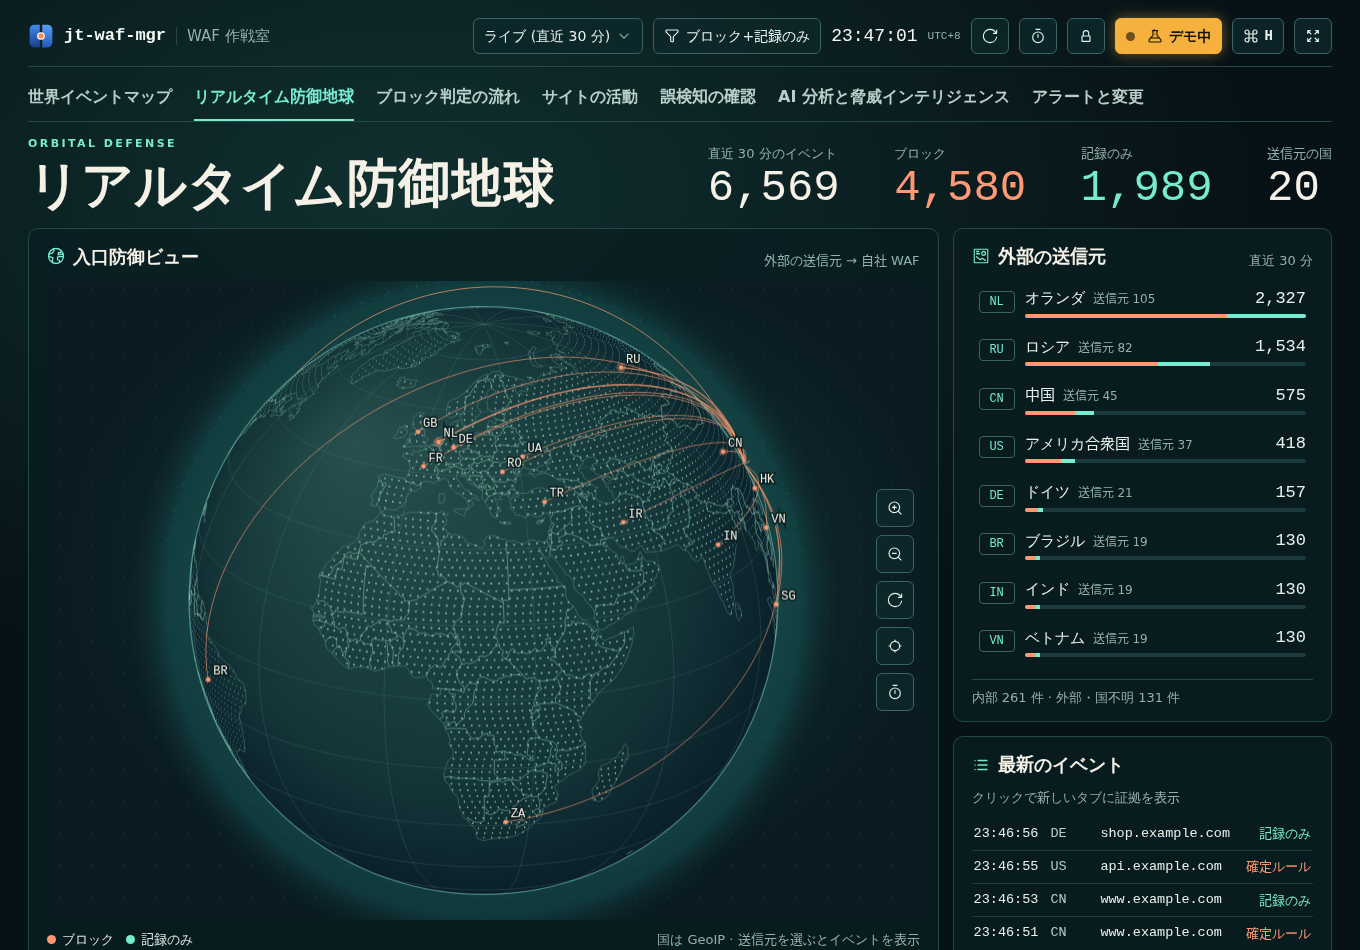 jt-waf-mgr WAF 作戦室 ライブ (直近 30 分) ブロック+記録のみ 23:47:01 UTC+8 デモ中 ⌘ H
世界イベントマップ リアルタイム防御地球 ブロック判定の流れ サイトの活動 誤検知の確認 AI 分析と脅威インテリジェンス アラートと変更
ORBITAL DEFENSE
リアルタイム防御地球
直近 30 分のイベント ブロック 記録のみ 送信元の国
6,569 4,580 1,989 20
入口防御ビュー 外部の送信元 → 自社 WAF
RU
GB
NL
DE
UA
FR
RO
CN
TR
HK
IR
VN
IN
SG
BR
ZA
ブロック 記録のみ 国は GeoIP · 送信元を選ぶとイベントを表示
外部の送信元 直近 30 分
NL オランダ 送信元 105 2,327
RU ロシア 送信元 82 1,534
CN 中国 送信元 45 575
US アメリカ合衆国 送信元 37 418
DE ドイツ 送信元 21 157
BR ブラジル 送信元 19 130
IN インド 送信元 19 130
VN ベトナム 送信元 19 130
内部 261 件 · 外部・国不明 131 件
最新のイベント
クリックで新しいタブに証拠を表示
23:46:56 DE shop.example.com 記録のみ
23:46:55 US api.example.com 確定ルール
23:46:53 CN www.example.com 記録のみ
23:46:51 CN www.example.com 確定ルール